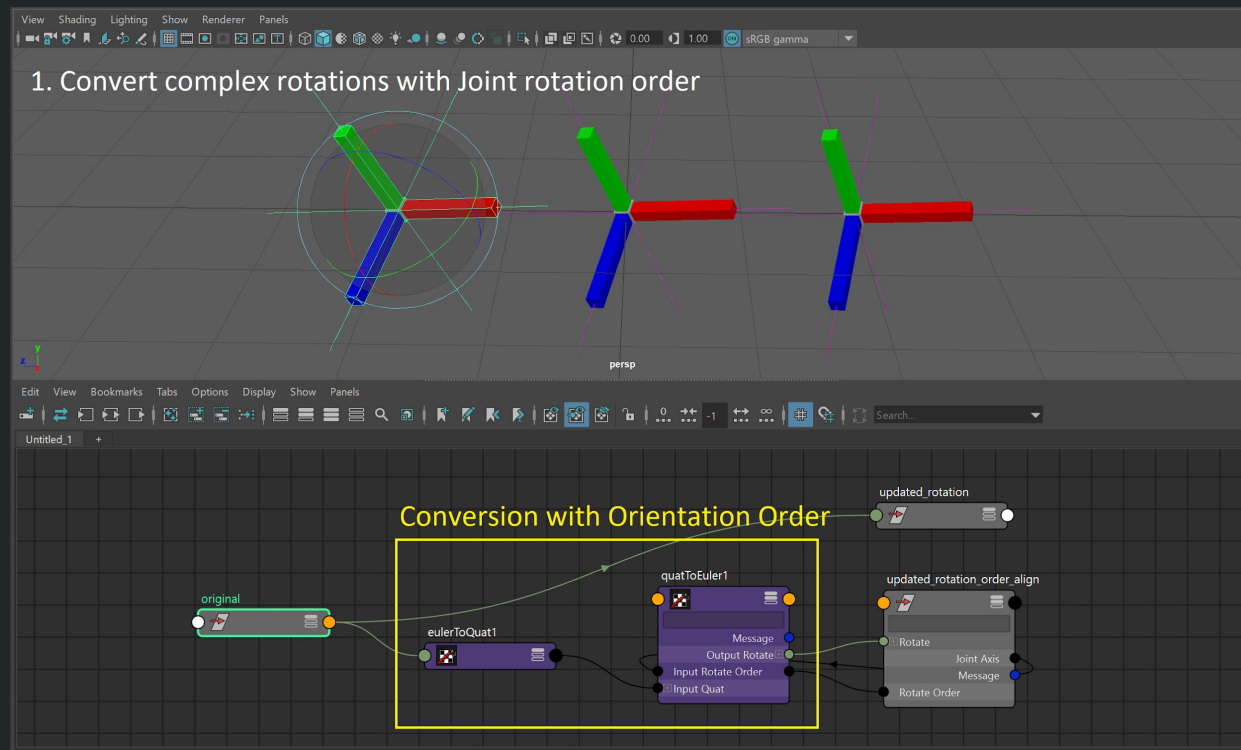 View Shading Lighting Show Renderer Panels
0.00 1.00 ON sRGB gamma
1. Convert complex rotations with Joint rotation order
y
z
persp
Edit View Bookmarks Tabs Options Display Show Panels
0 -1 ∞ Search...
Untitled_1 +
updated_rotation
Conversion with Orientation Order
quatToEuler1
updated_rotation_order_align
original
eulerToQuat1
Message
Rotate
Output Rotate
Joint Axis
Input Rotate Order
Message
Input Quat
Rotate Order